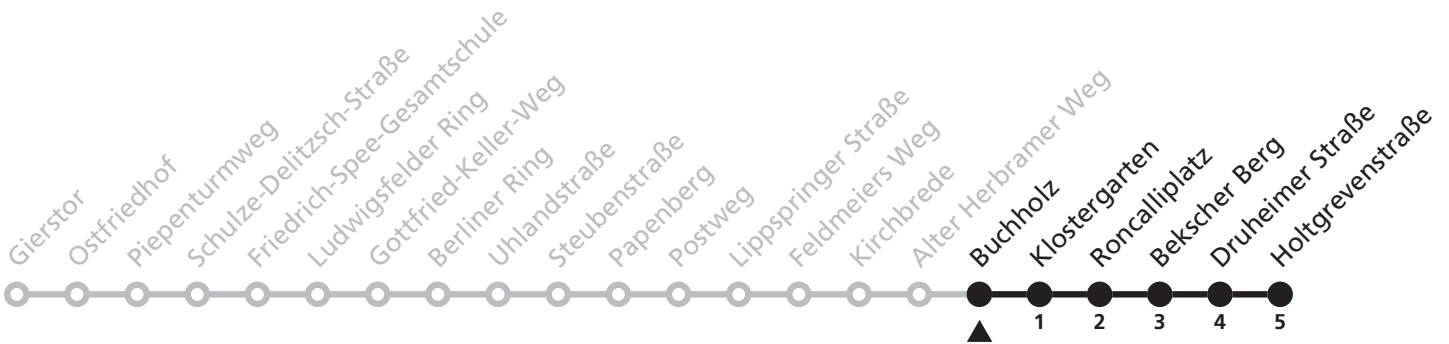 Gierstor
Ostfriedhof
Piepenturmweg
Schulze-Delitzsch-Straße
Friedrich-Spee-Gesamtschule
Ludwigsfelder Ring
Gottfried-Keller-Weg
Berliner Ring
Uhlandstraße
Steubenstraße
Papenberg
Postweg
Lippspringer Straße
Feldmeiers Weg
Kirchbrede
Alter Herbramer Weg
Buchholz
Klostergarten
Roncalliplatz
Bekscher Berg
Druheimer Straße
Holtgrevenstraße
1 2 3 4 5